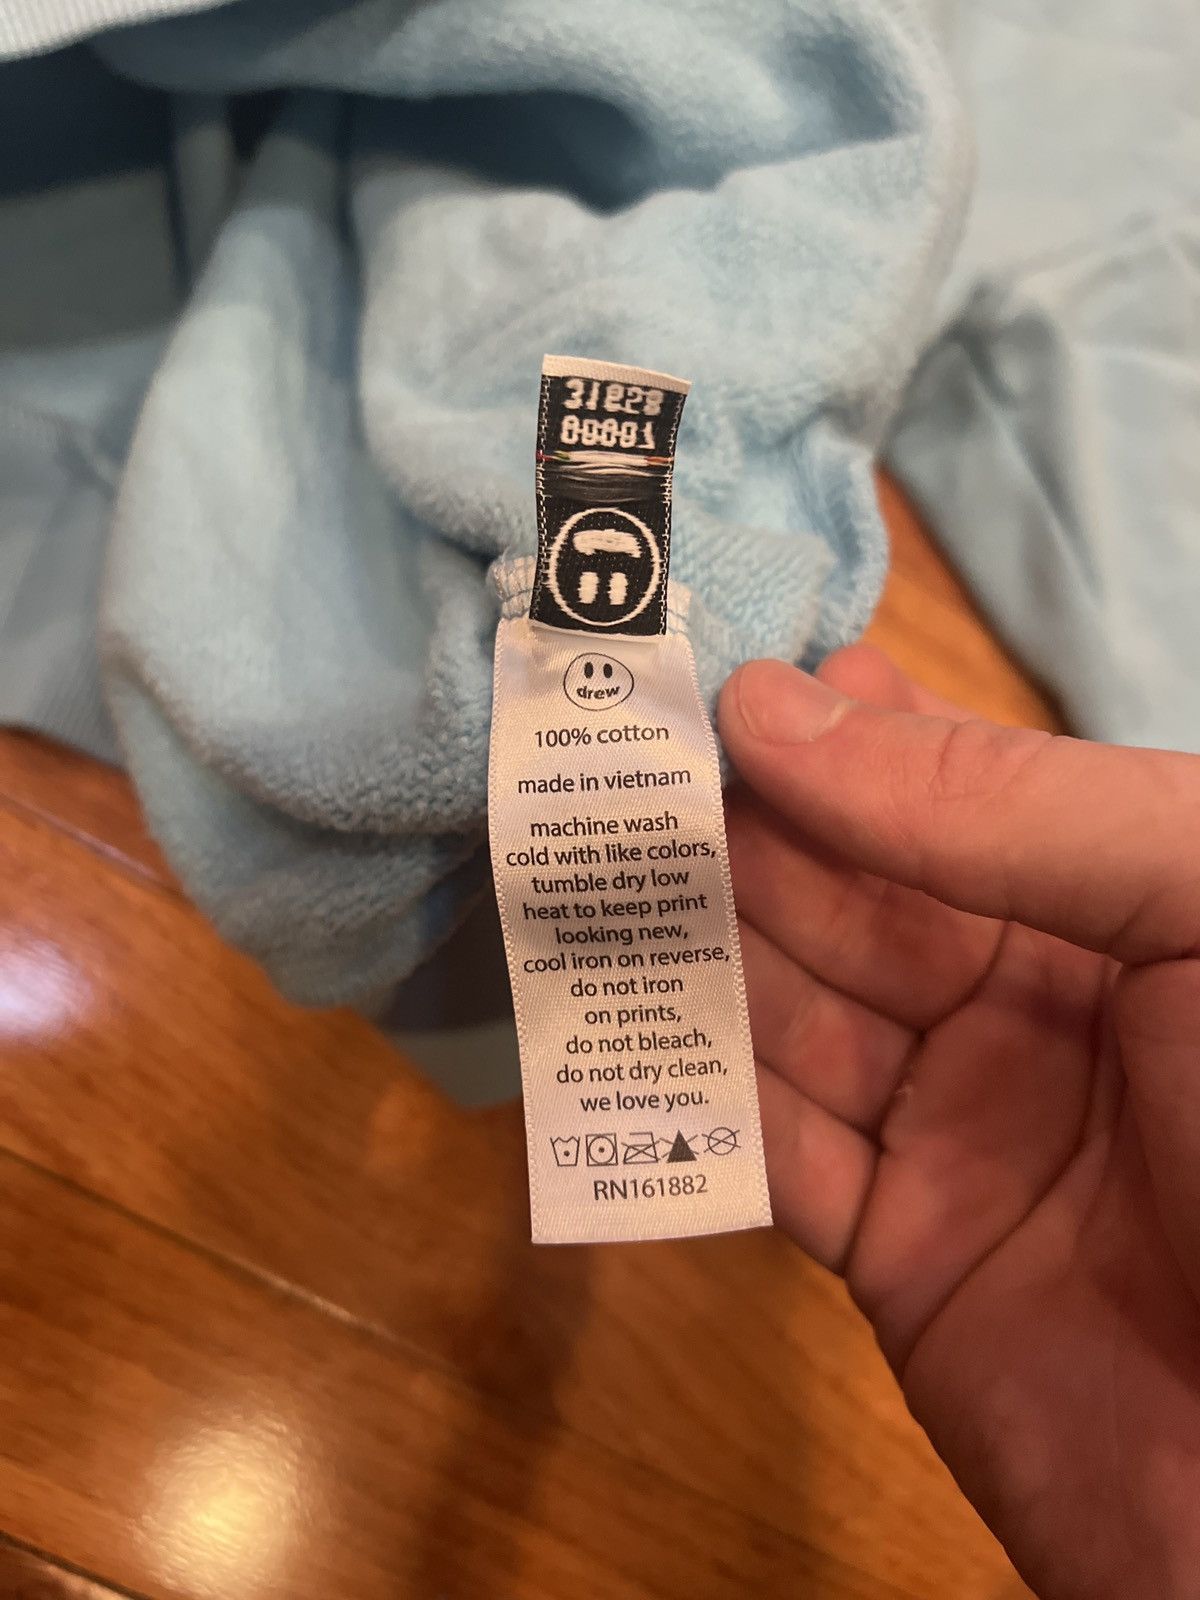 drew
100% cotton
made in vietnam
machine wash
cold with like colors,
tumble dry low
heat to keep print
looking new,
cool iron on reverse,
do not iron
on prints,
do not bleach,
do not dry clean,
we love you.
RN161882